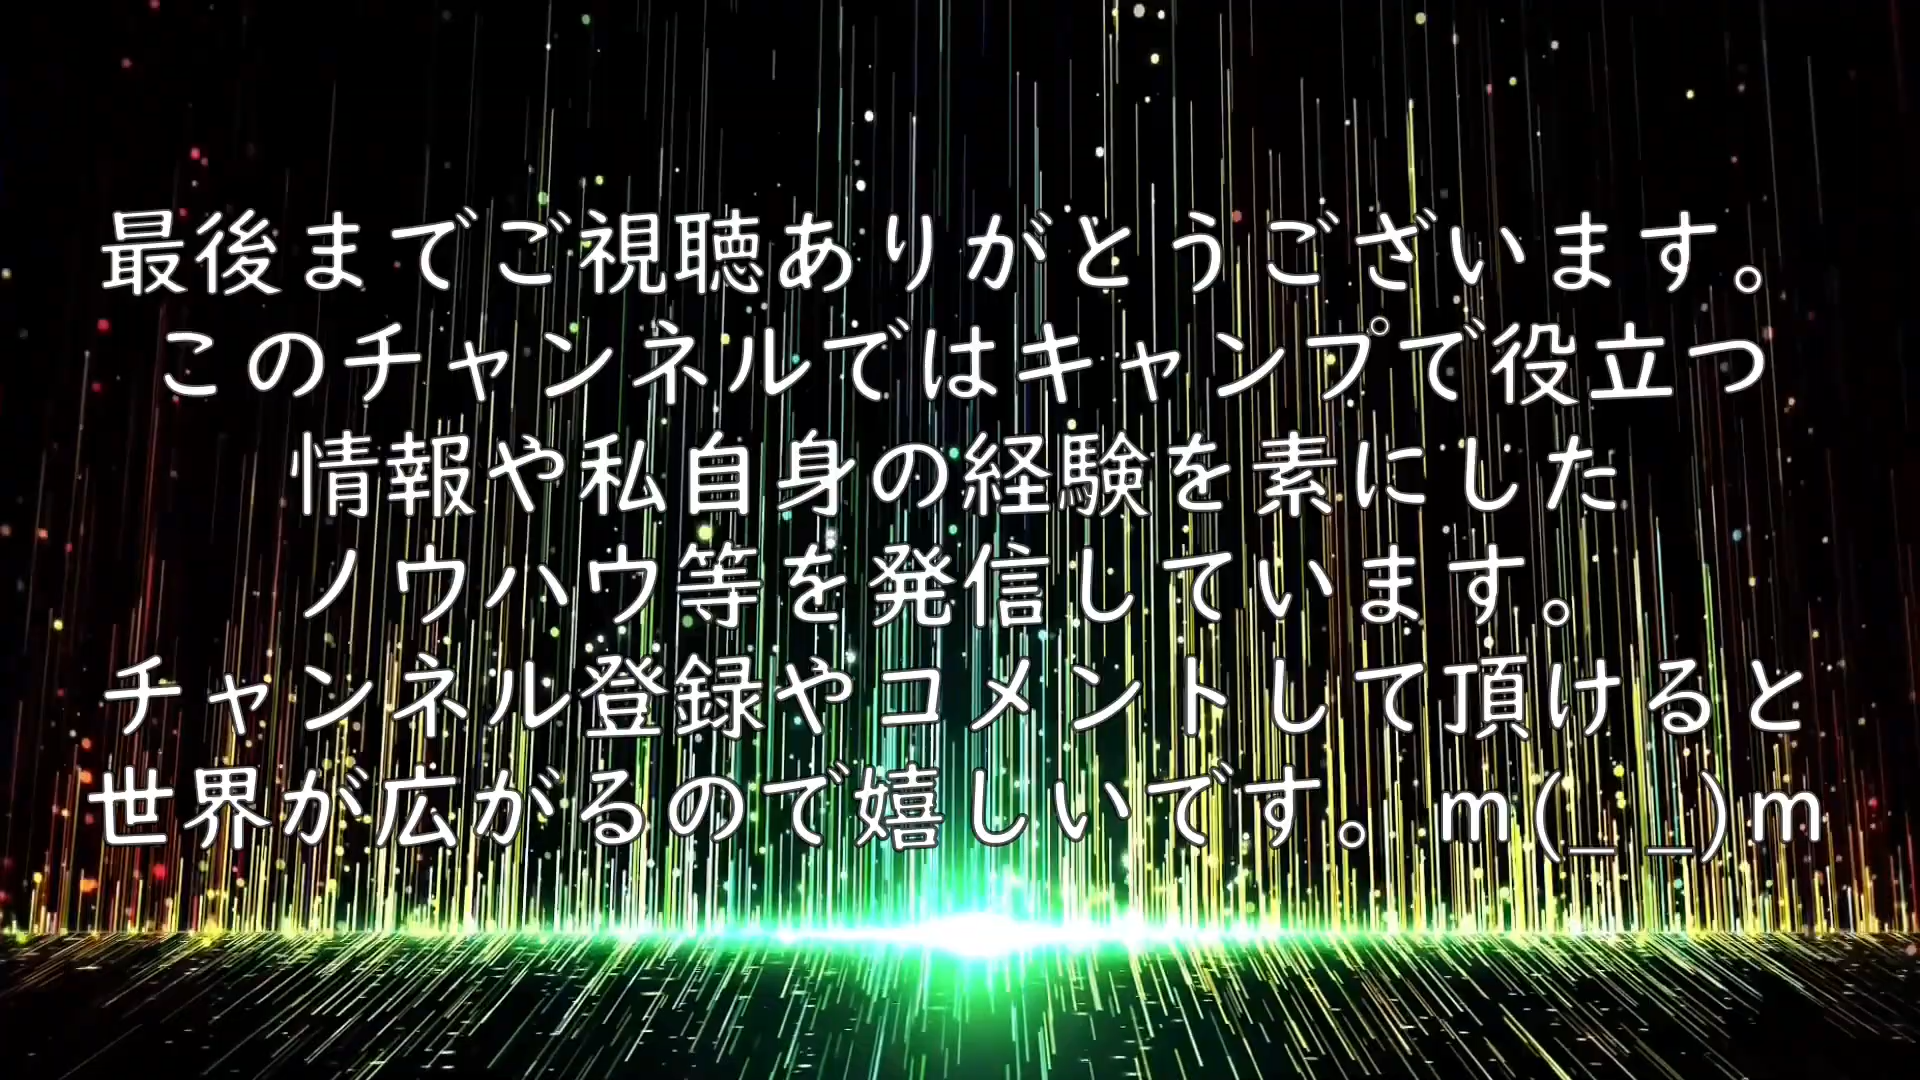 最後までご視聴ありがとうございます。
このチャンネルではキャンプで役立つ
情報や私自身の経験を素にした
ノウハウ等を発信しています。
チャンネル登録やコメントして頂けると
世界が広がるので嬉しいです。m(_ _)m